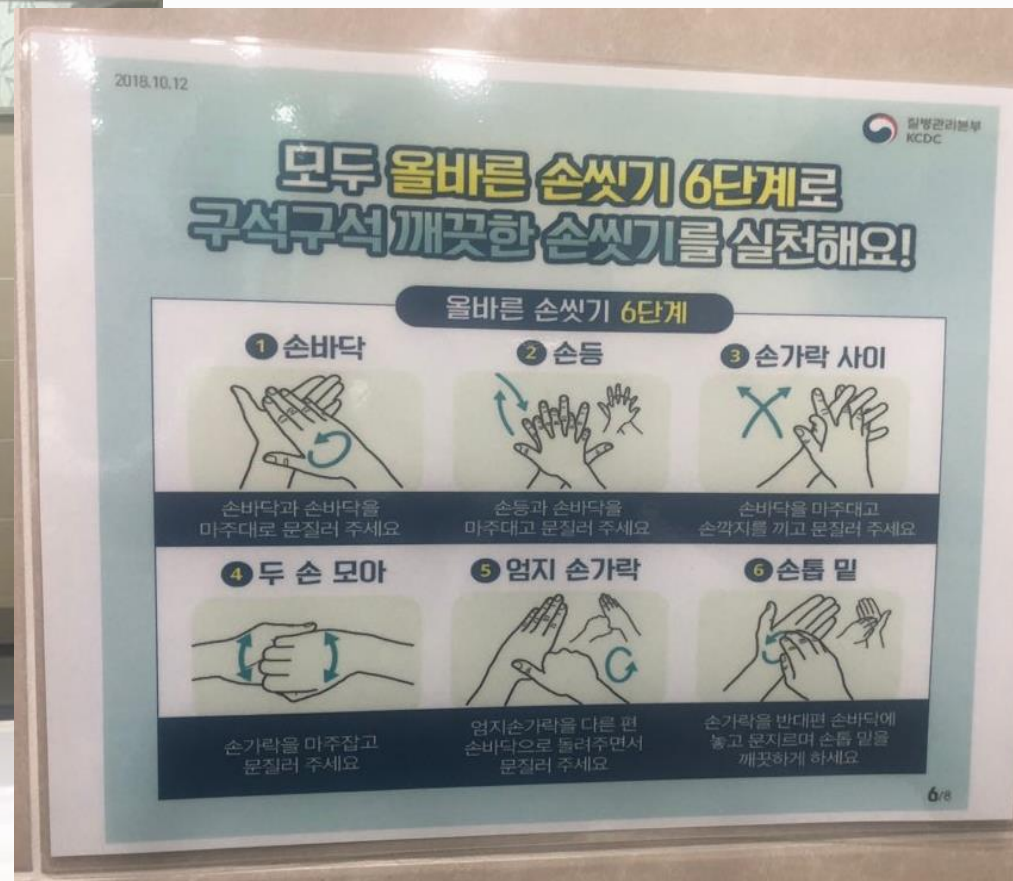 2018.10.12
질병관리본부
KCDC
모두 올바른 손씻기 6단계로
구석구석 깨끗한 손씻기를 실천해요!
올바른 손씻기 6단계
1 손바닥
2 손등
3 손가락 사이
손바닥과 손바닥을
마주대로 문질러 주세요
손등과 손바닥을
마주대고 문질러 주세요
손바닥을 마주대고
손깍지를 끼고 문질러 주세요
4 두 손 모아
5 엄지 손가락
6 손톱 밑
손가락을 마주잡고
문질러 주세요
엄지손가락을 다른 편
손바닥으로 돌려주면서
문질러 주세요
손가락을 반대편 손바닥에
놓고 문지르며 손톱 밑을
깨끗하게 하세요
6/8